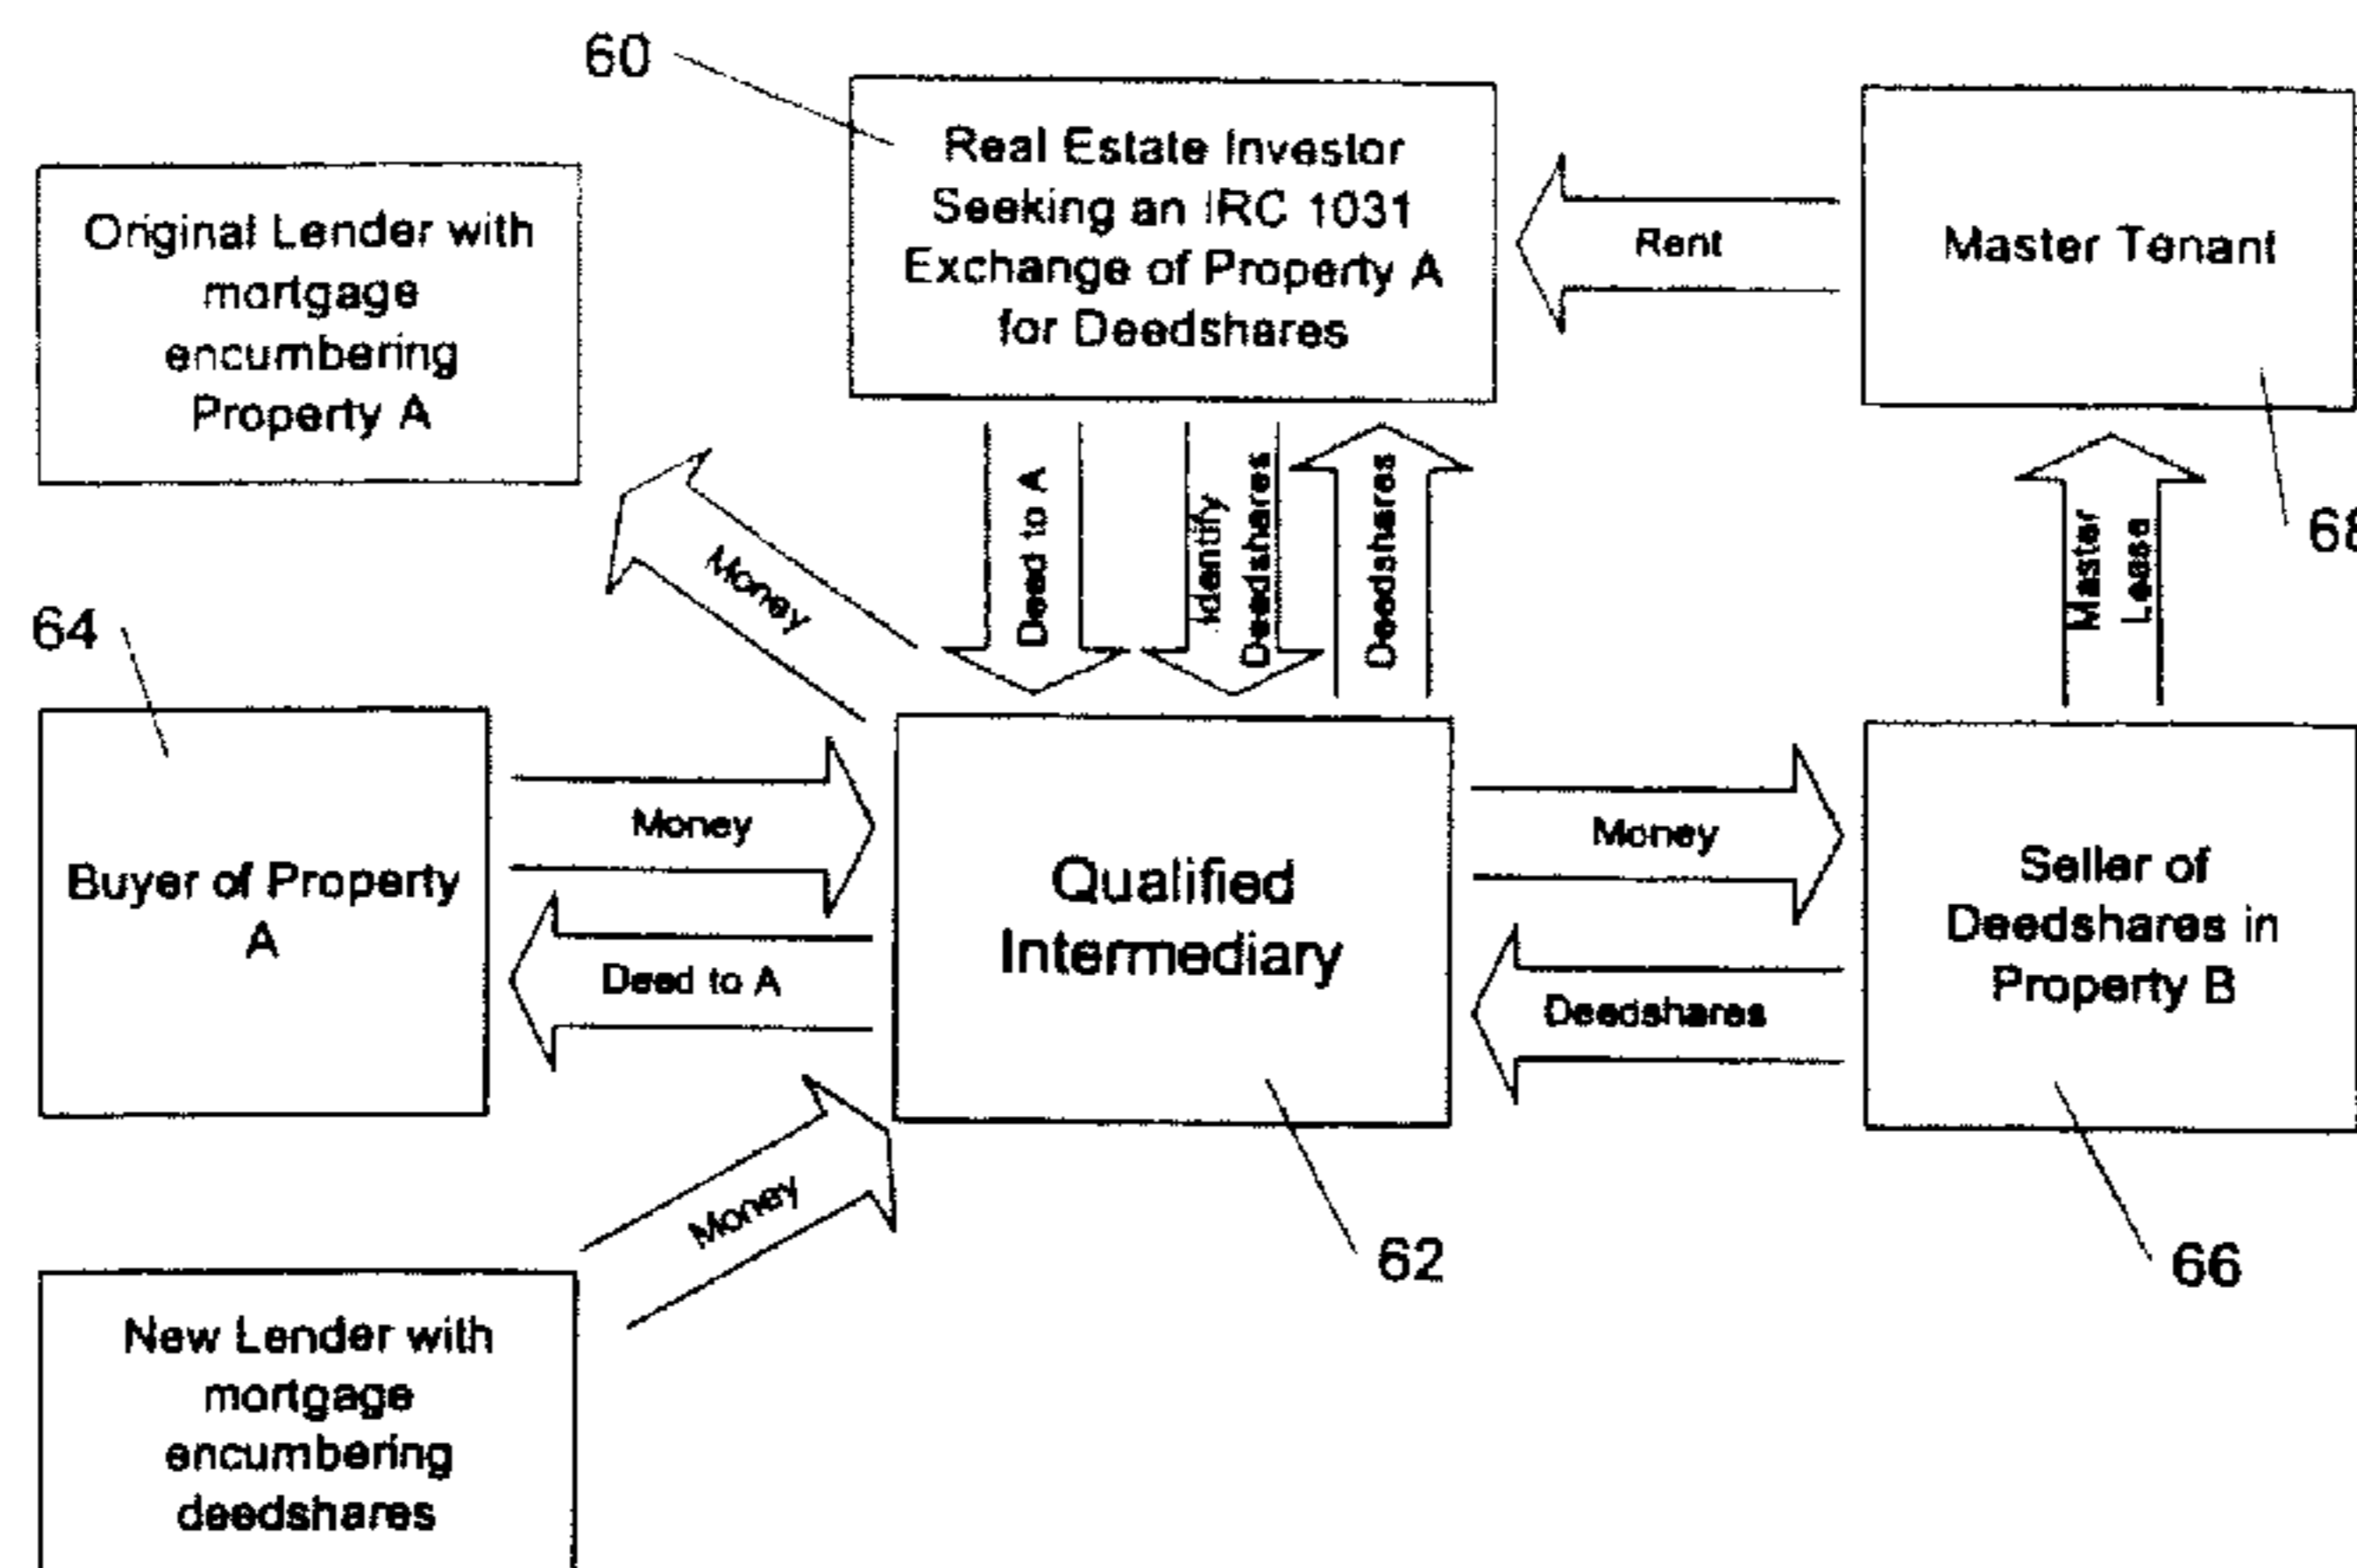 60
Real Estate Investor
Seeking an IRC 1031
Exchange of Property A
for Deedshares
Original Lender with
mortgage
encumbering
Property A
Rent
Master Tenant
68
Money
Deed to A
Identify
Deedshares
Deedshares
Master
Lease
64
Buyer of Property
A
Money
Deed to A
Qualified
Intermediary
Money
Deedshares
Seller of
Deedshares in
Property B
Money
62
66
New Lender with
mortgage
encumbering
deedshares